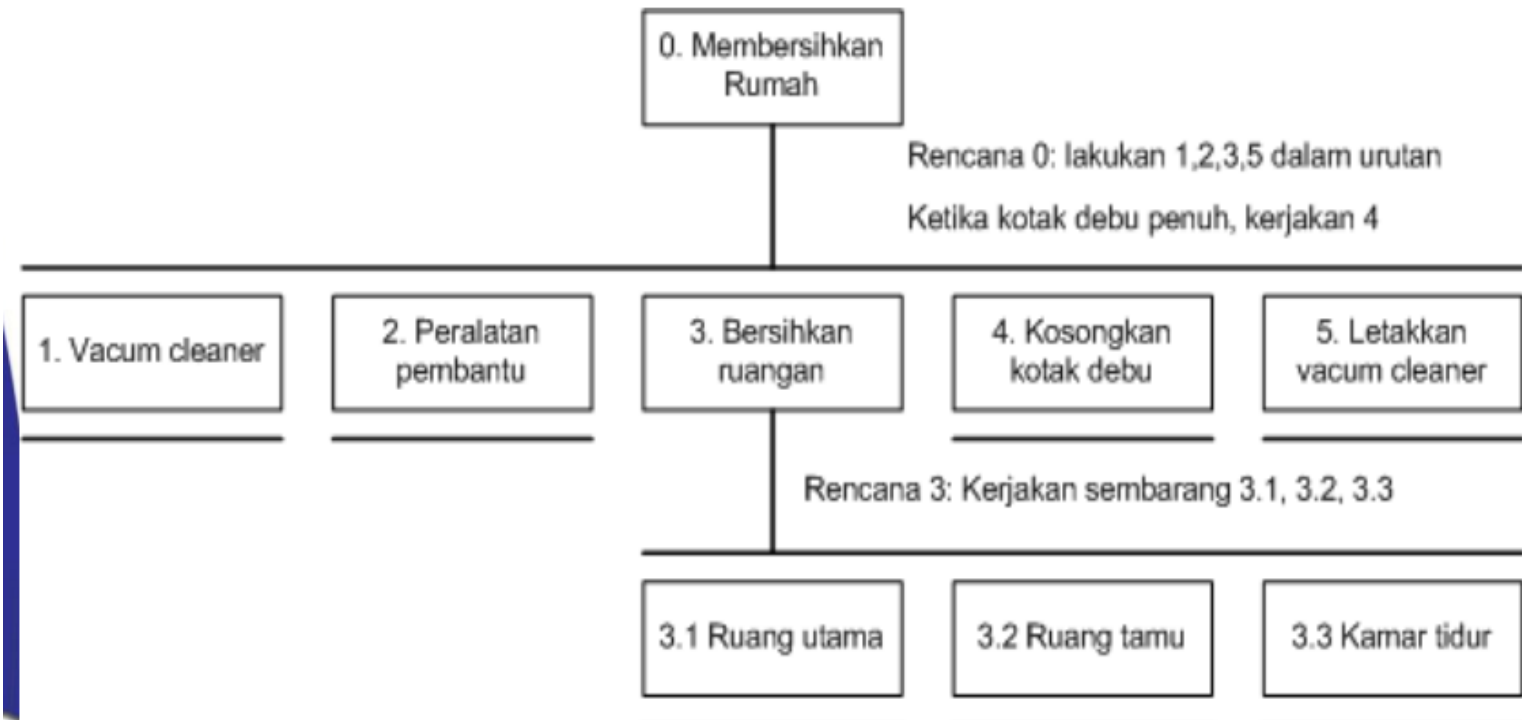 0. Membersihkan
Rumah
Rencana 0: lakukan 1,2,3,5 dalam urutan
Ketika kotak debu penuh, kerjakan 4
1. Vacum cleaner
2. Peralatan
pembantu
3. Bersihkan
ruangan
4. Kosongkan
kotak debu
5. Letakkan
vacum cleaner
Rencana 3: Kerjakan sembarang 3.1, 3.2, 3.3
3.1 Ruang utama
3.2 Ruang tamu
3.3 Kamar tidur